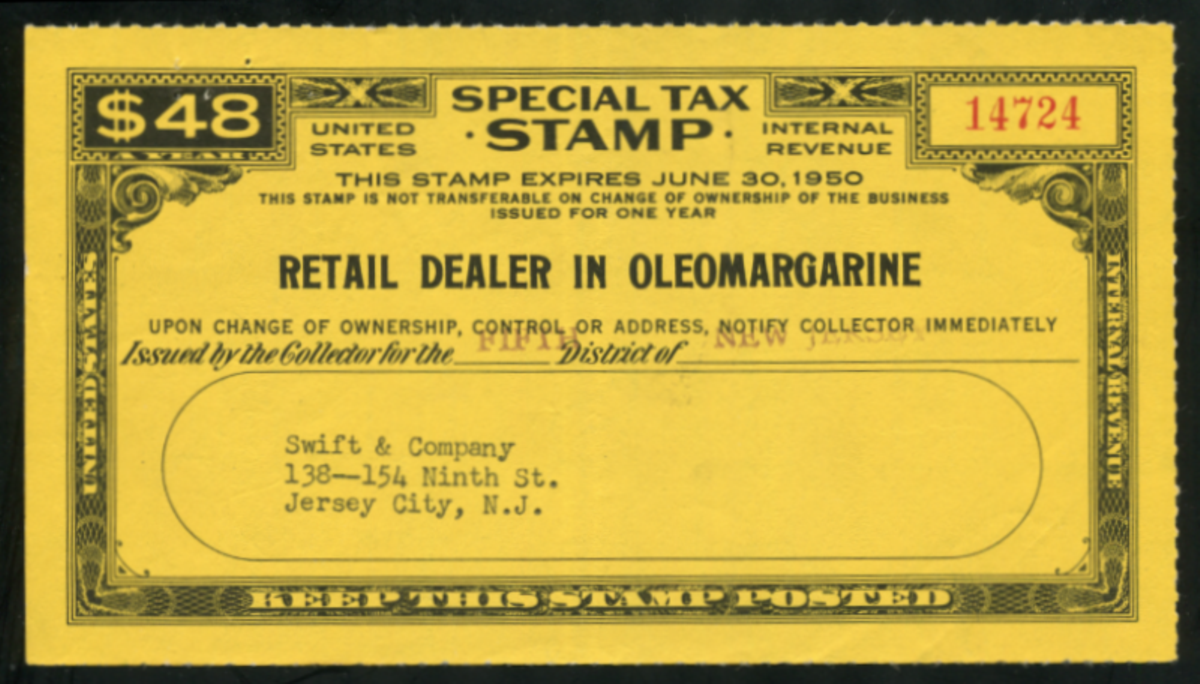 $48
A YEAR
UNITED STATES
SPECIAL TAX
·STAMP·
INTERNAL REVENUE
14724
THIS STAMP EXPIRES JUNE 30, 1950
THIS STAMP IS NOT TRANSFERABLE ON CHANGE OF OWNERSHIP OF THE BUSINESS
ISSUED FOR ONE YEAR
RETAIL DEALER IN OLEOMARGARINE
UPON CHANGE OF OWNERSHIP, CONTROL OR ADDRESS, NOTIFY COLLECTOR IMMEDIATELY
Issued by the Collector for the FIFTH District of NEW JERSEY
Swift & Company
138--154 Ninth St.
Jersey City, N.J.
UNITED STATES
INTERNAL REVENUE
KEEP THIS STAMP POSTED